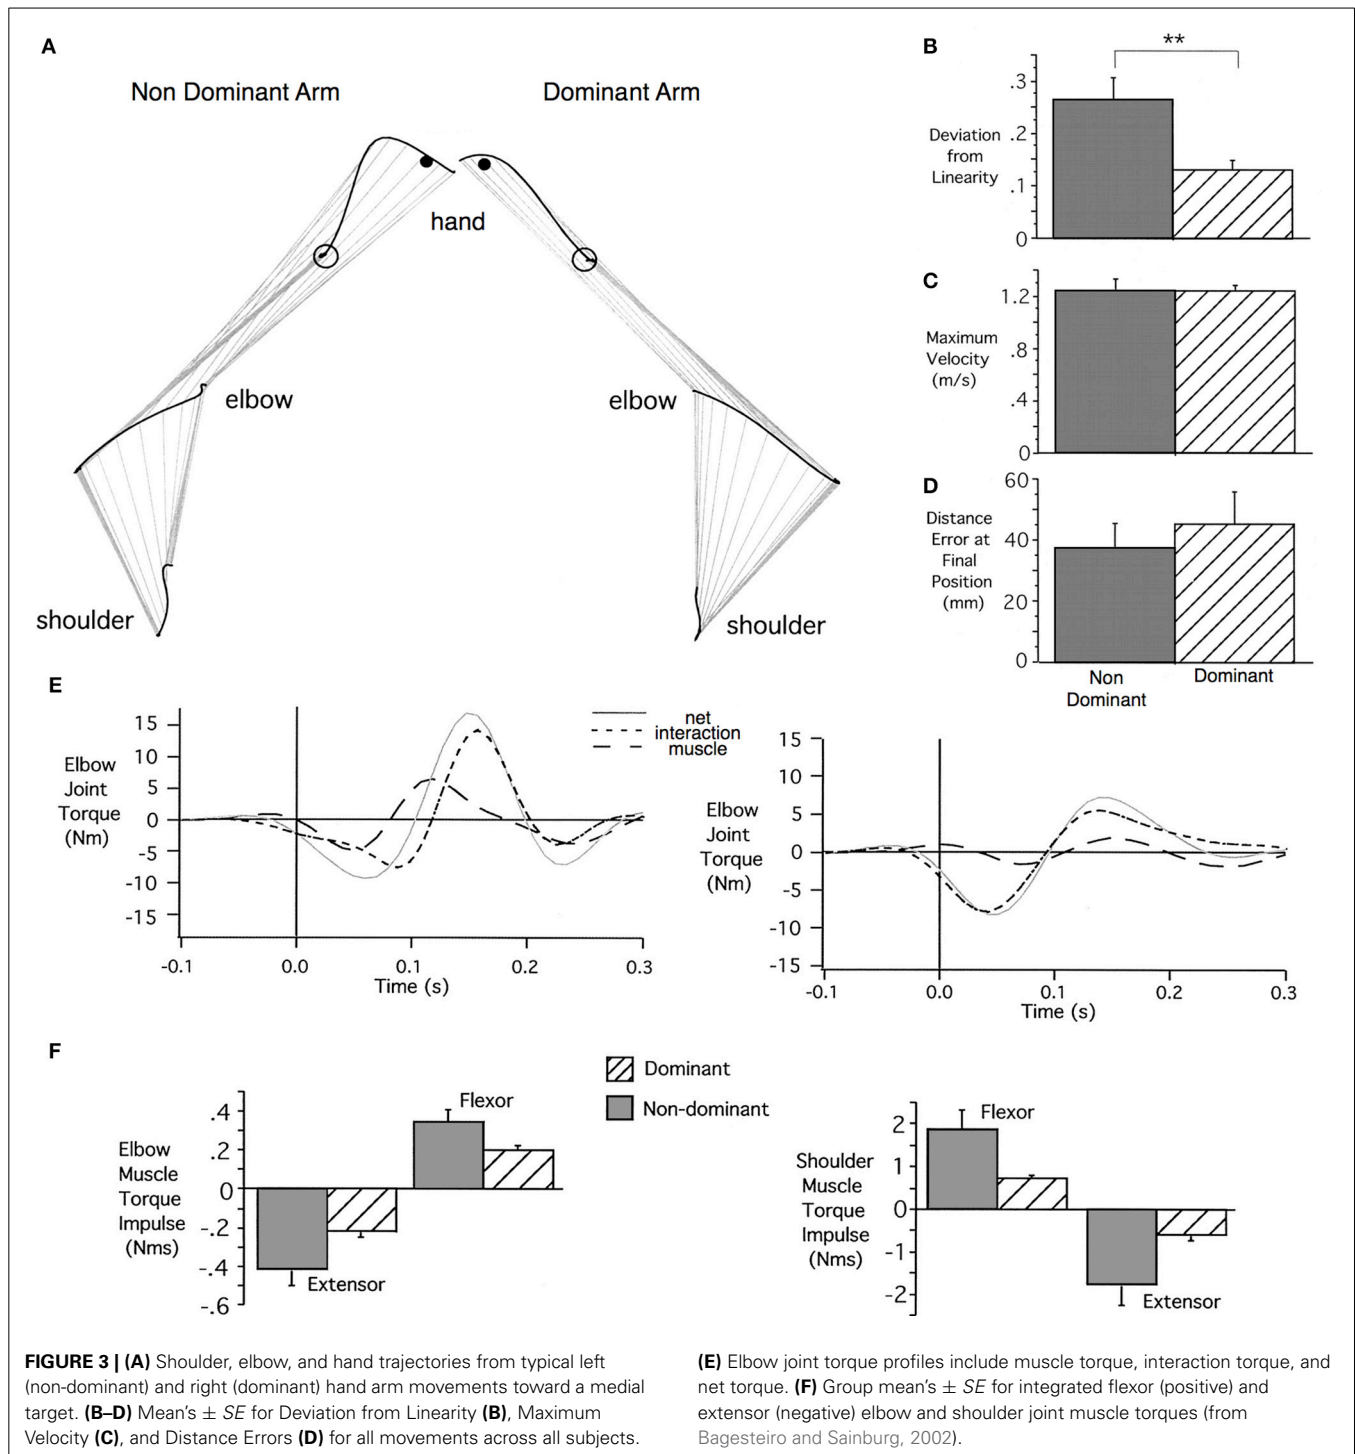 A
Non Dominant Arm
Dominant Arm
hand
elbow
elbow
shoulder
shoulder
B
**
Deviation
from
Linearity
.3
.2
.1
0
C
Maximum
Velocity
(m/s)
1.2
.8
.4
0
D
Distance
Error at
Final
Position
(mm)
60
40
20
0
Non
Dominant
Dominant
E
net
interaction
muscle
Elbow
Joint
Torque
(Nm)
15
10
5
0
-5
-10
-15
-0.1 0.0 0.1 0.2 0.3
Time (s)
Elbow
Joint
Torque
(Nm)
15
10
5
0
-5
-10
-15
-0.1 0.0 0.1 0.2 0.3
Time (s)
F
Dominant
Non-dominant
Elbow
Muscle
Torque
Impulse
(Nms)
.4
.2
0
-.2
-.4
-.6
Flexor
Extensor
Shoulder
Muscle
Torque
Impulse
(Nms)
2
1
0
-1
-2
Flexor
Extensor
FIGURE 3 | (A) Shoulder, elbow, and hand trajectories from typical left
(non-dominant) and right (dominant) hand arm movements toward a medial
target. (B–D) Mean's ± SE for Deviation from Linearity (B), Maximum
Velocity (C), and Distance Errors (D) for all movements across all subjects.
(E) Elbow joint torque profiles include muscle torque, interaction torque, and
net torque. (F) Group mean's ± SE for integrated flexor (positive) and
extensor (negative) elbow and shoulder joint muscle torques (from
Bagesteiro and Sainburg, 2002).